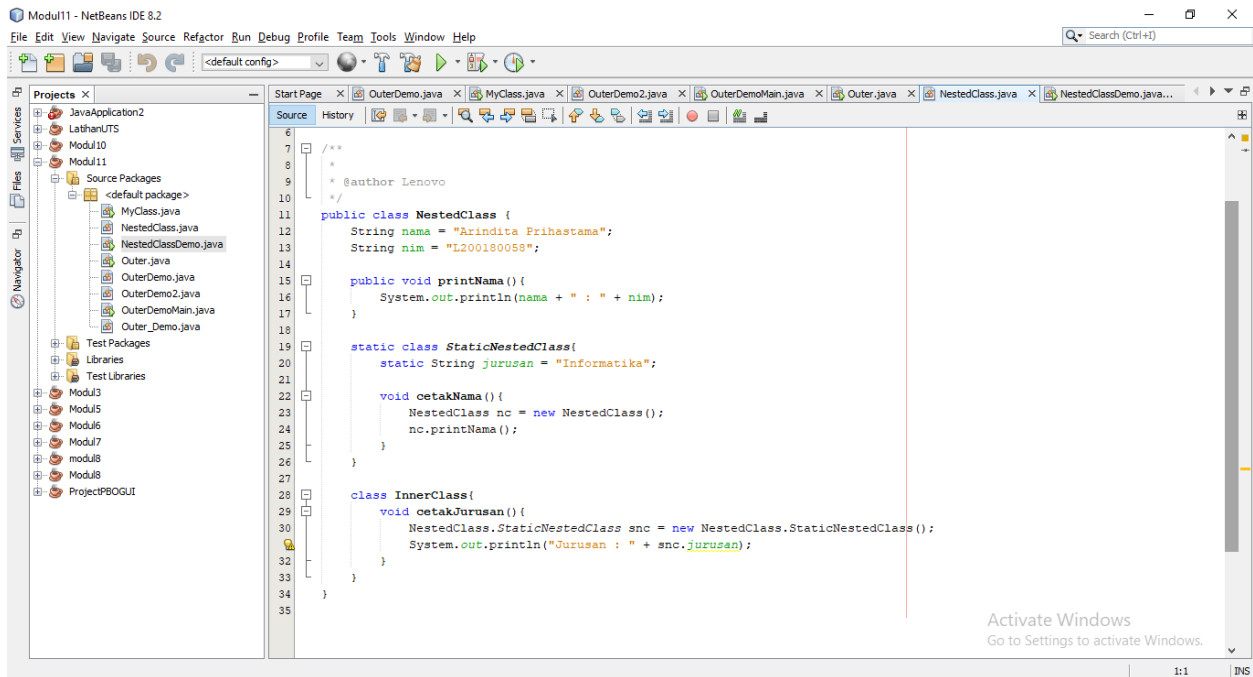 Modul11 - NetBeans IDE 8.2
File Edit View Navigate Source Refactor Run Debug Profile Team Tools Window Help
Search (Ctrl+I)
<default config>
Projects
Services
Files
Navigator
JavaApplication2
LatihanUTS
Modul10
Modul11
Source Packages
<default package>
MyClass.java
NestedClass.java
NestedClassDemo.java
Outer.java
OuterDemo.java
OuterDemo2.java
OuterDemoMain.java
Outer_Demo.java
Test Packages
Libraries
Test Libraries
Modul3
Modul5
Modul6
Modul7
modul8
Modul8
ProjectPBOGUI
Start Page OuterDemo.java MyClass.java OuterDemo2.java OuterDemoMain.java Outer.java NestedClass.java NestedClassDemo.java...
Source History
6
7 /**
8 *
9 * @author Lenovo
10 */
11 public class NestedClass {
12 String nama = "Arindita Prihastama";
13 String nim = "L200180058";
14
15 public void printNama(){
16 System.out.println(nama + " : " + nim);
17 }
18
19 static class StaticNestedClass{
20 static String jurusan = "Informatika";
21
22 void cetakNama(){
23 NestedClass nc = new NestedClass();
24 nc.printNama();
25 }
26 }
27
28 class InnerClass{
29 void cetakJurusan(){
30 NestedClass.StaticNestedClass snc = new NestedClass.StaticNestedClass();
System.out.println("Jurusan : " + snc.jurusan);
32 }
33 }
34 }
35
Activate Windows
Go to Settings to activate Windows.
1:1 INS